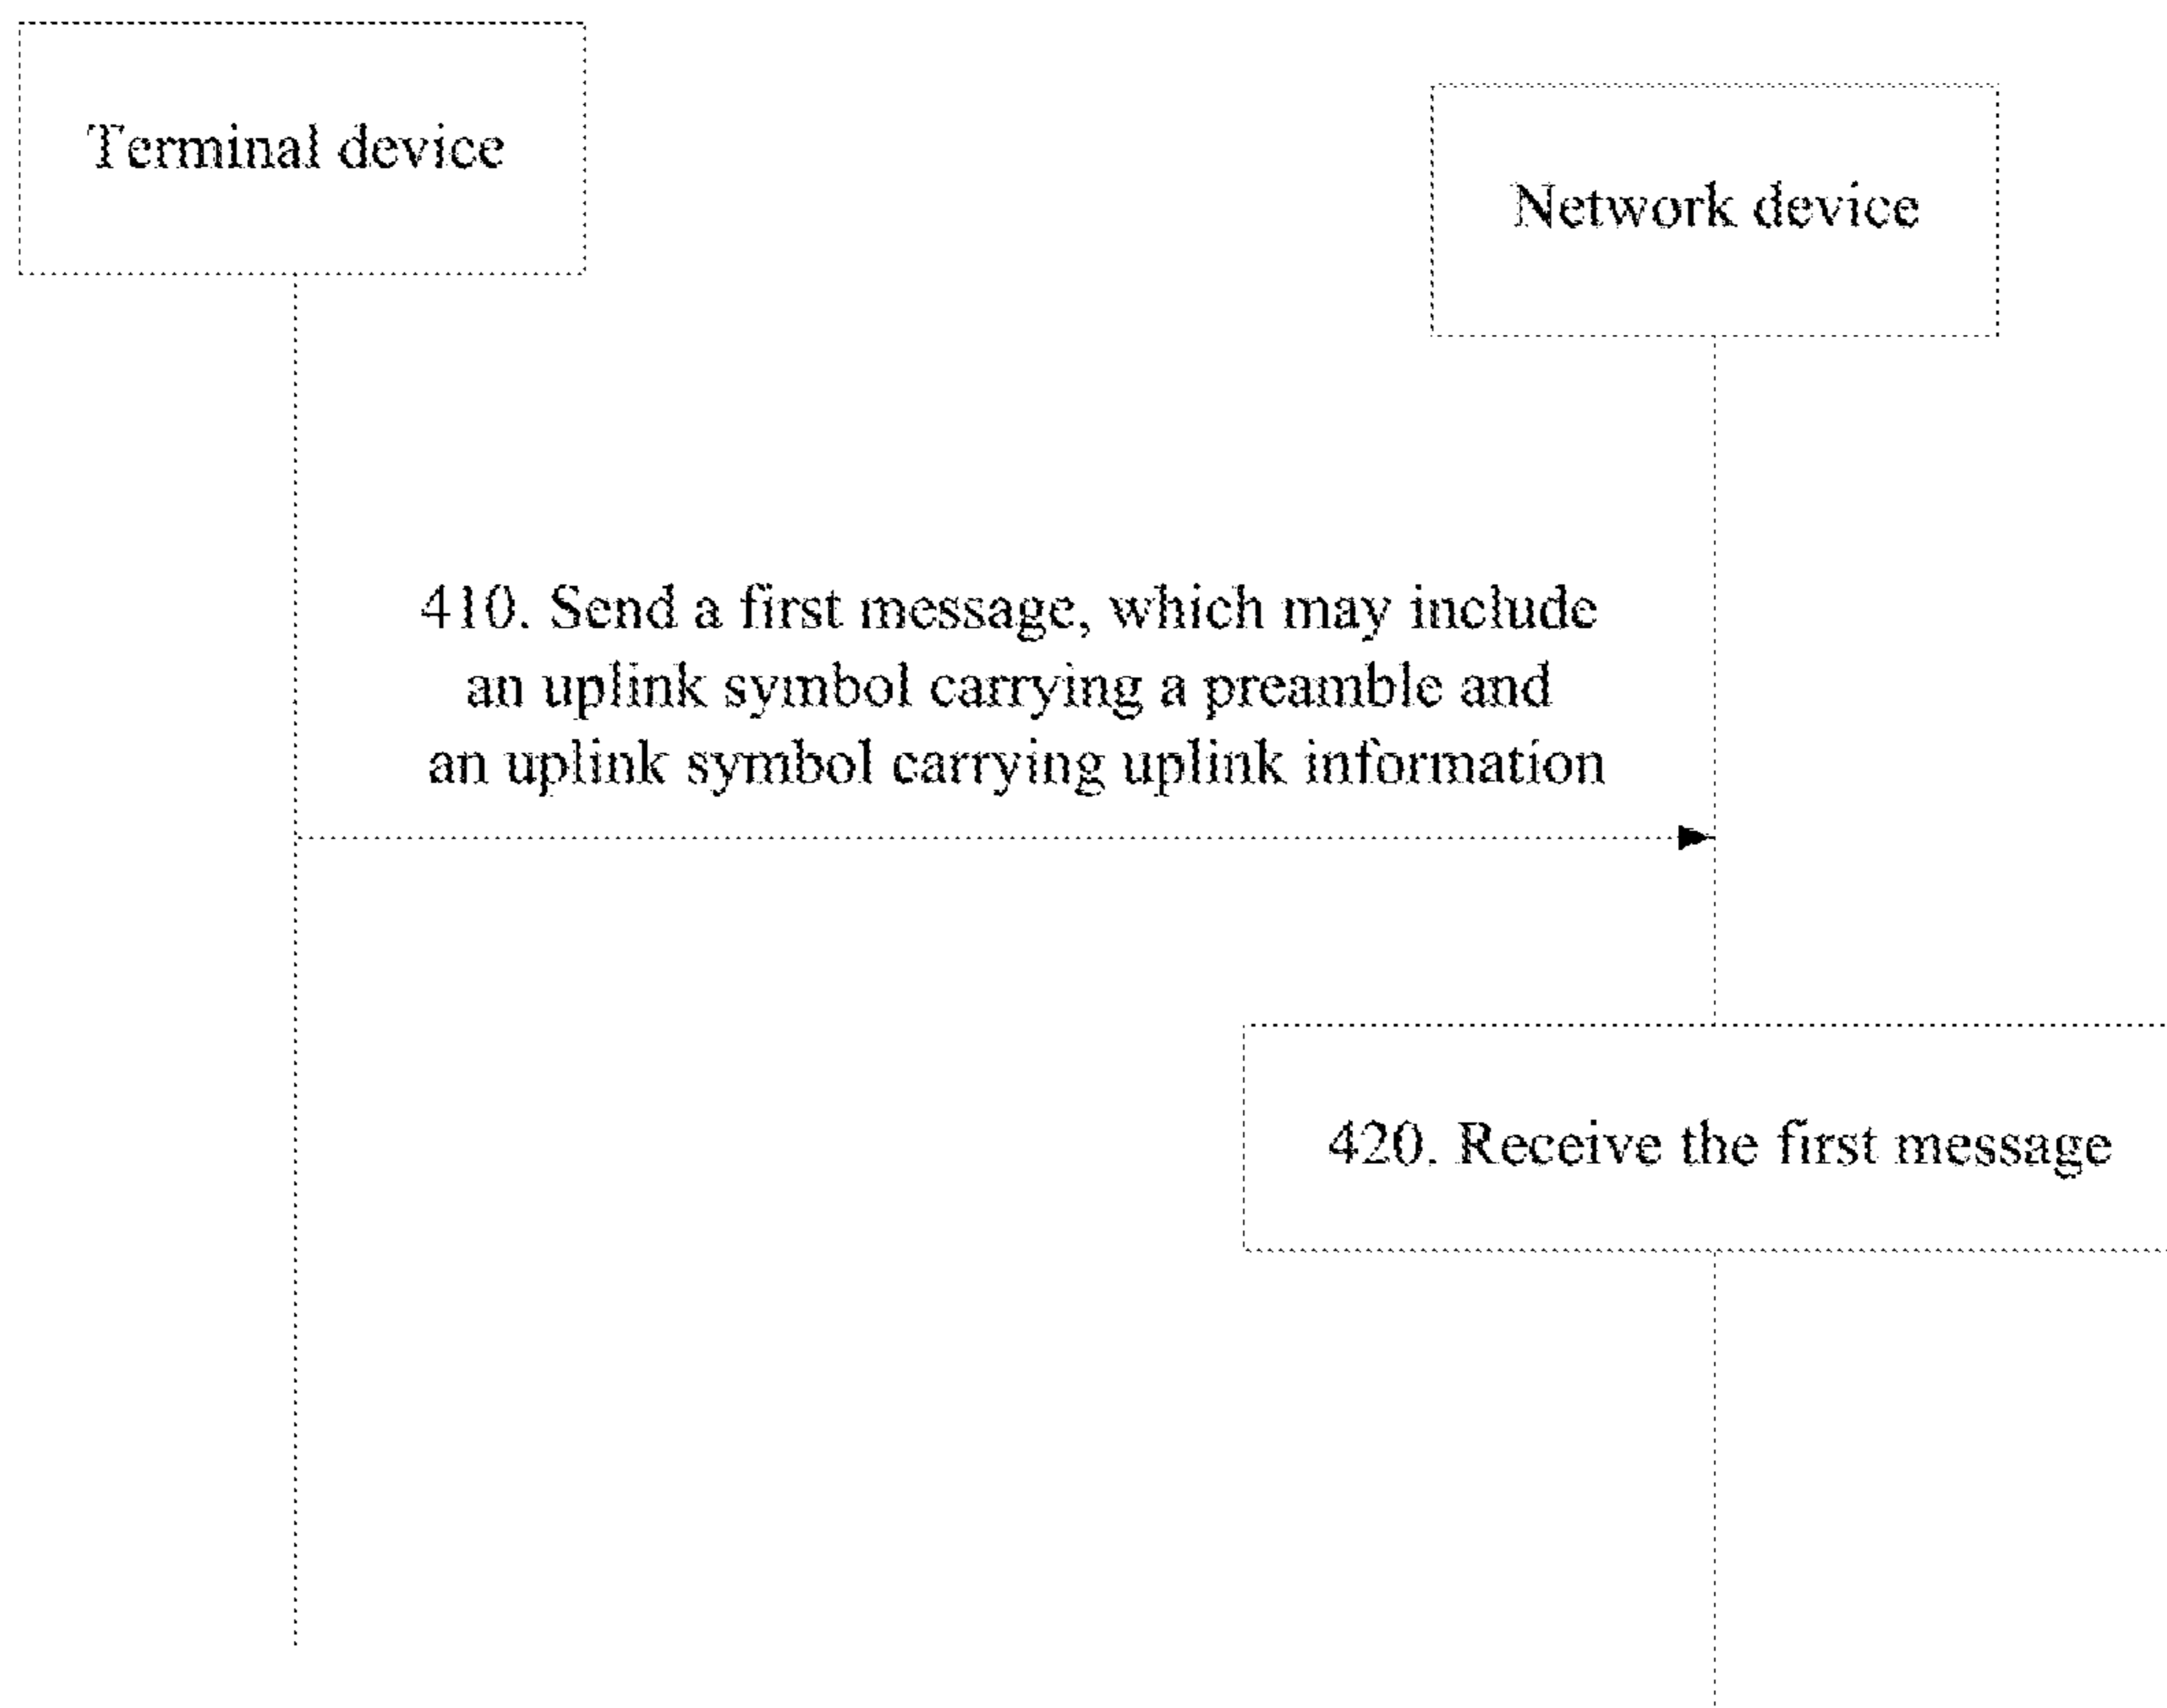 Terminal device
Network device
410. Send a first message, which may include
an uplink symbol carrying a preamble and
an uplink symbol carrying uplink information
420. Receive the first message